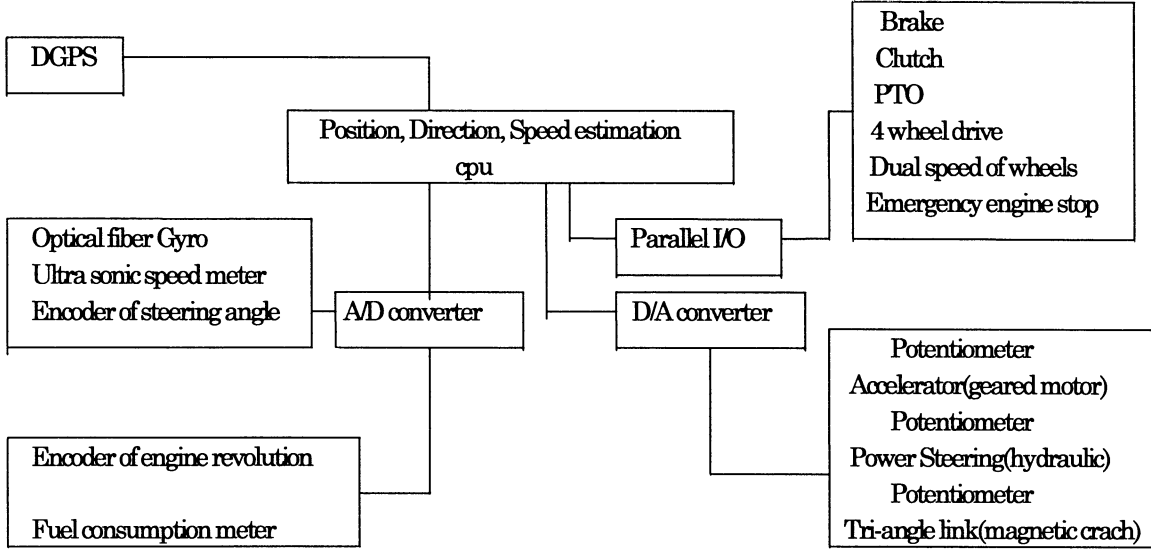 DGPS
Position, Direction, Speed estimation
cpu
Brake
Clutch
PTO
4 wheel drive
Dual speed of wheels
Emergency engine stop
Optical fiber Gyro
Ultra sonic speed meter
Encoder of steering angle
A/D converter
Parallel I/O
D/A converter
Encoder of engine revolution
Fuel consumption meter
Potentiometer
Accelerator(geared motor)
Potentiometer
Power Steering(hydraulic)
Potentiometer
Tri-angle link(magnetic crach)